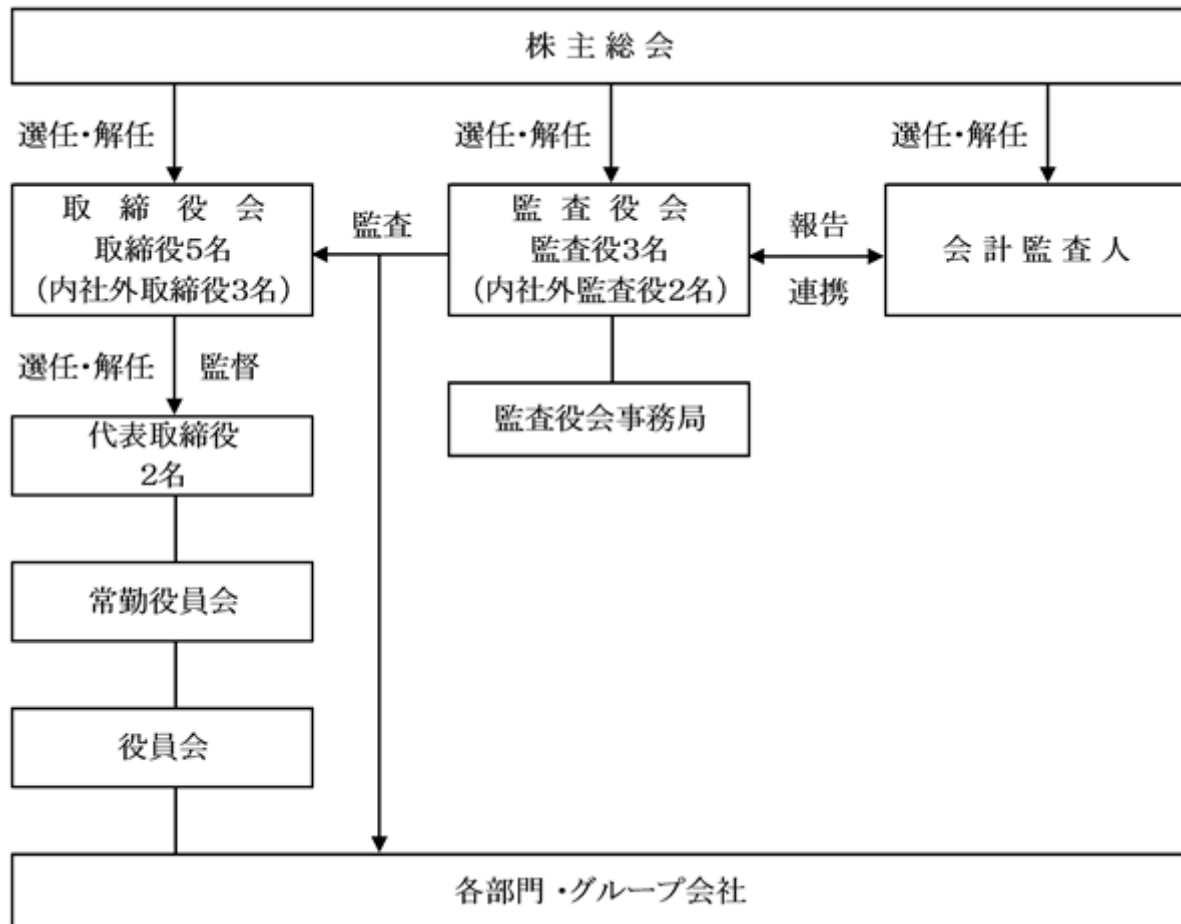 株主総会
選任・解任
選任・解任
選任・解任
取締役会
取締役5名
(内社外取締役3名)
監査
監査役会
監査役3名
(内社外監査役2名)
報告
連携
会計監査人
選任・解任
監督
代表取締役
2名
監査役会事務局
常勤役員会
役員会
各部門・グループ会社